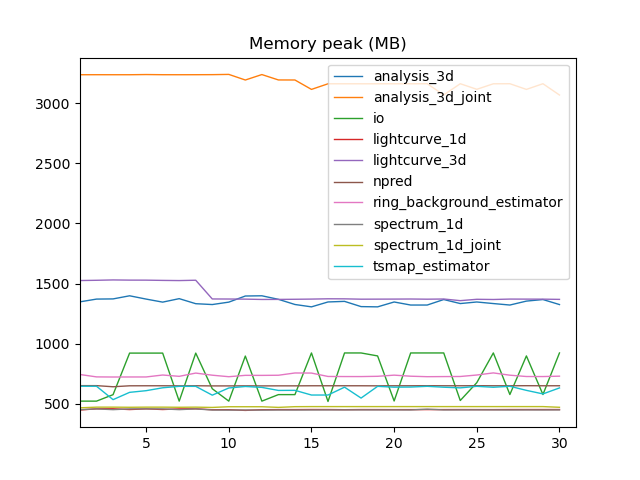 Memory peak (MB)
3000
2500
2000
1500
1000
500
5
10
15
20
25
30
analysis_3d
analysis_3d_joint
io
lightcurve_1d
lightcurve_3d
npred
ring_background_estimator
spectrum_1d
spectrum_1d_joint
tsmap_estimator